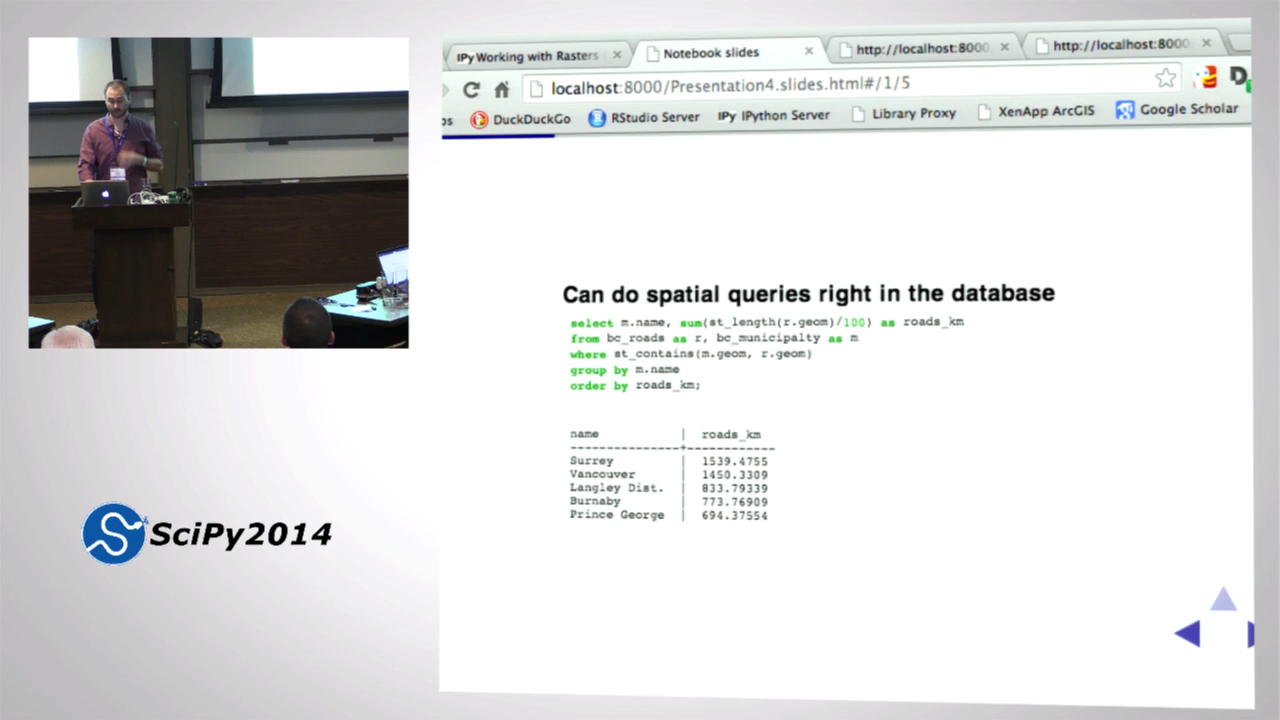 IPy Working with Rasters
Notebook slides
http://localhost:8000
http://localhost:8000
localhost:8000/Presentation4.slides.html#/1/5
os
DuckDuckGo
RStudio Server
IPy IPython Server
Library Proxy
XenApp ArcGIS
Google Scholar
Can do spatial queries right in the database
select m.name, sum(st_length(r.geom)/100) as roads_km
from bc_roads as r, bc_municipalty as m
where st_contains(m.geom, r.geom)
group by m.name
order by roads_km;
name | roads_km
---------------+------------
Surrey | 1539.4755
Vancouver | 1450.3309
Langley Dist. | 833.79339
Burnaby | 773.76909
Prince George | 694.37554
SciPy2014